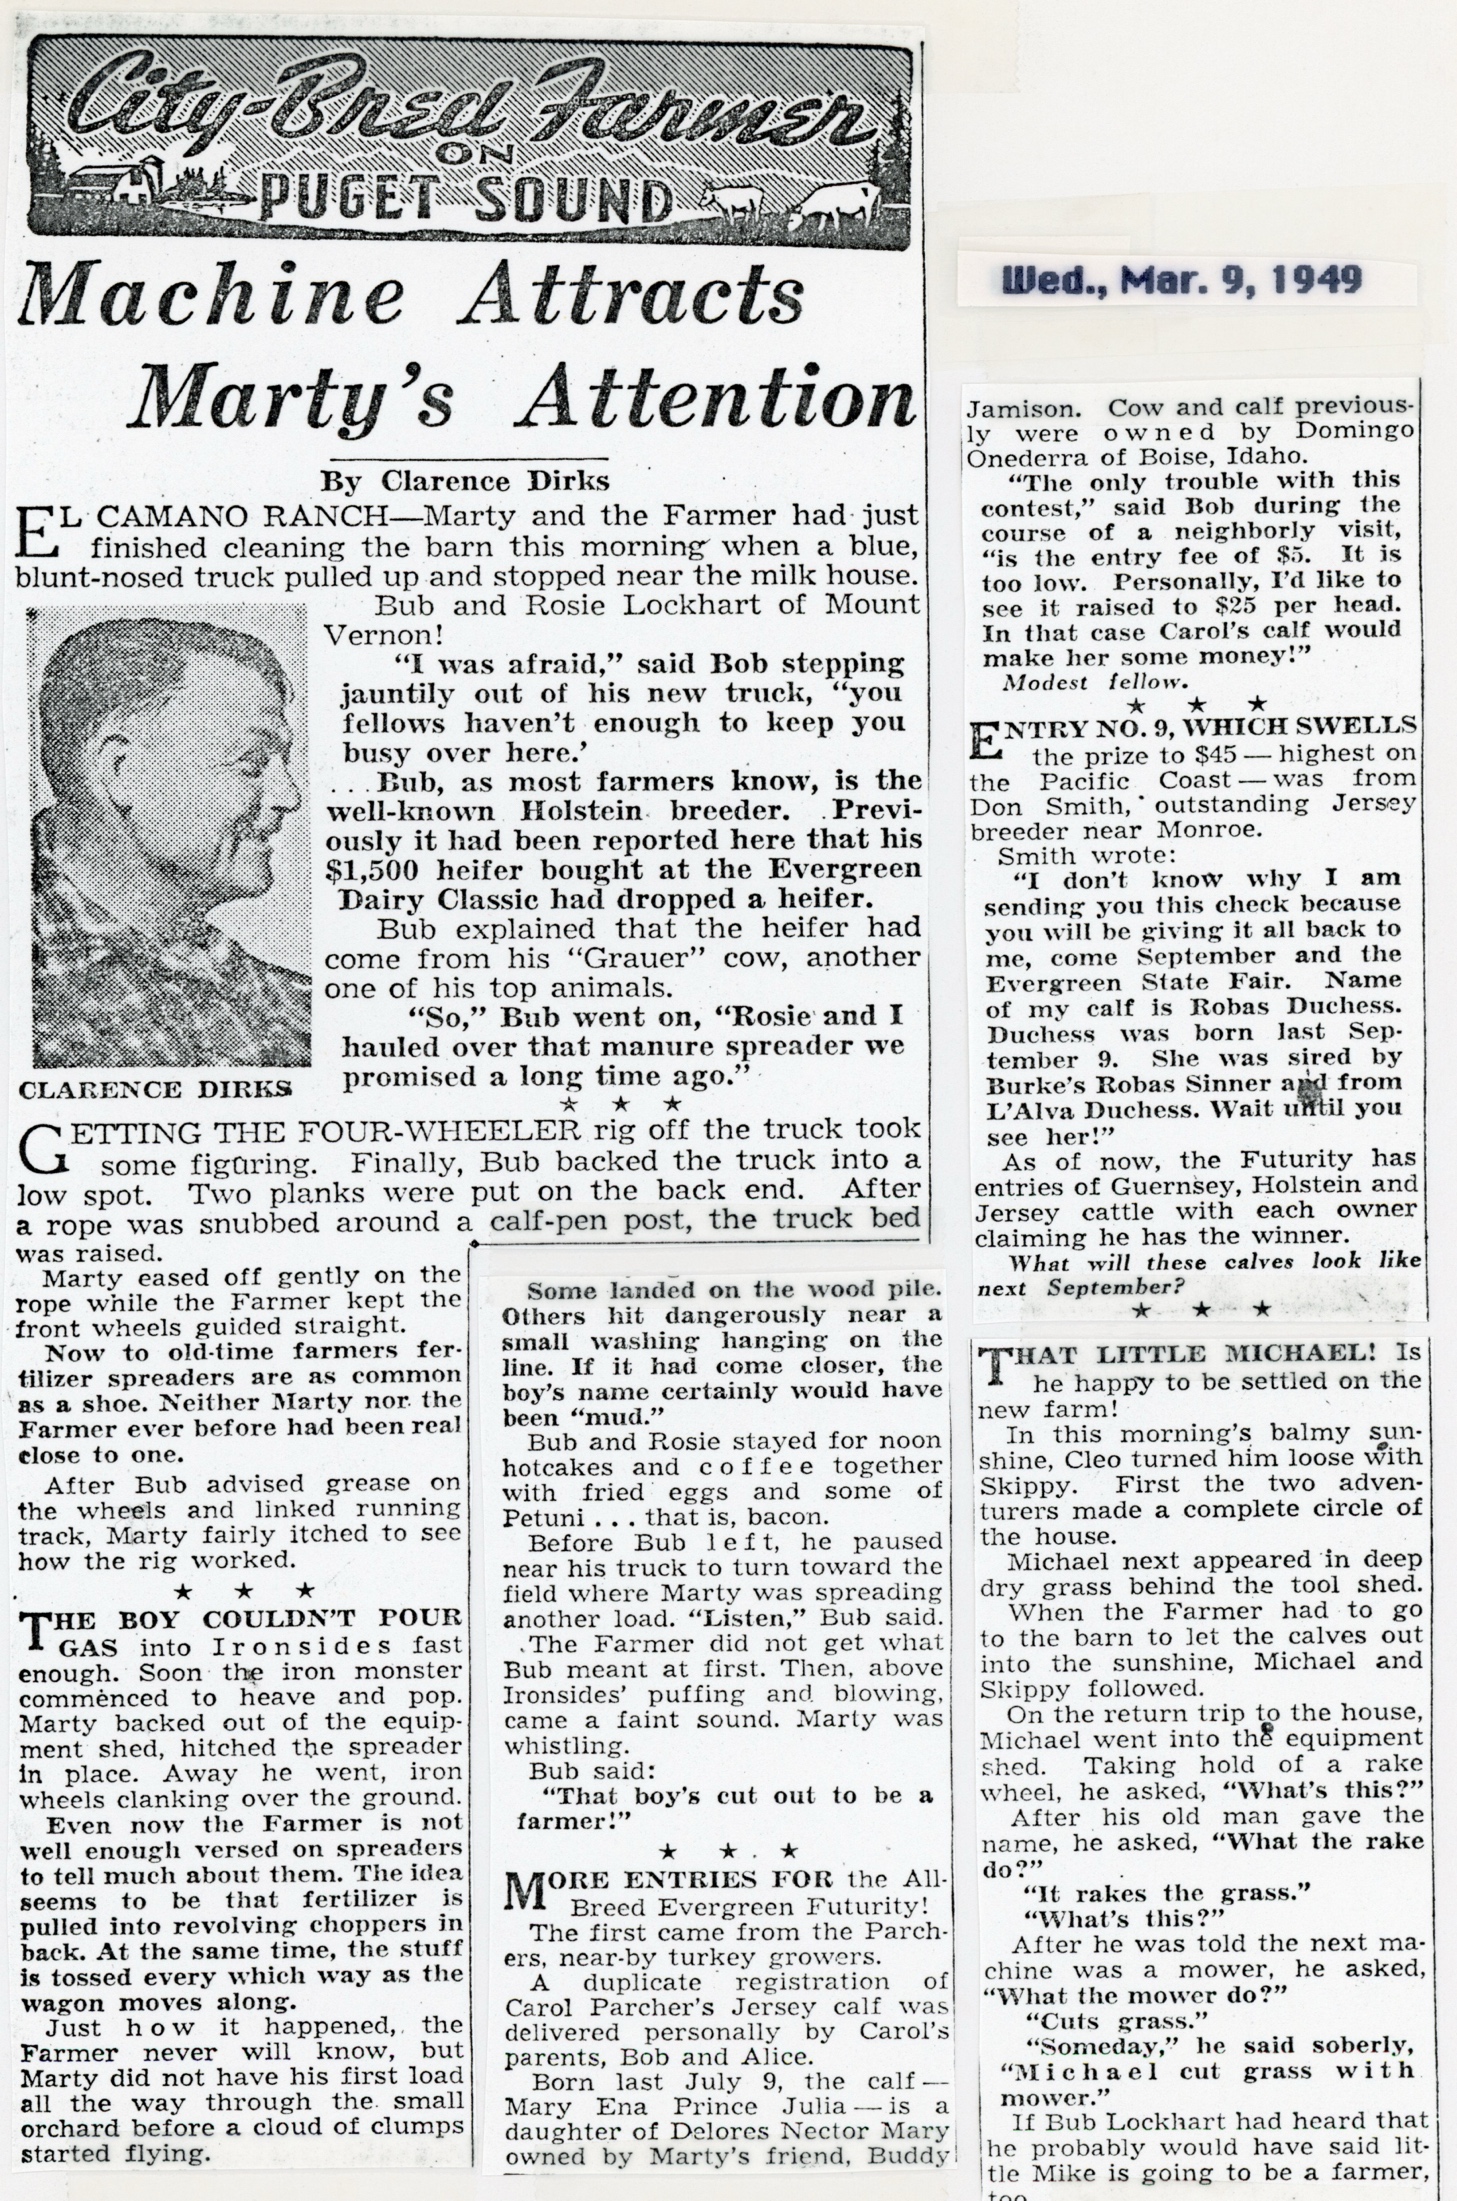 City-Bred Farmer
ON
PUGET SOUND
Machine Attracts
Marty's Attention
By Clarence Dirks
EL CAMANO RANCH—Marty and the Farmer had just
finished cleaning the barn this morning when a blue,
blunt-nosed truck pulled up and stopped near the milk house.
Bub and Rosie Lockhart of Mount
Vernon!
"I was afraid," said Bob stepping
jauntily out of his new truck, "you
fellows haven't enough to keep you
busy over here.'
...Bub, as most farmers know, is the
well-known Holstein breeder. Previ-
ously it had been reported here that his
$1,500 heifer bought at the Evergreen
Dairy Classic had dropped a heifer.
Bub explained that the heifer had
come from his "Grauer" cow, another
one of his top animals.
"So," Bub went on, "Rosie and I
hauled over that manure spreader we
promised a long time ago."
CLARENCE DIRKS
★ ★ ★
GETTING THE FOUR-WHEELER rig off the truck took
some figuring. Finally, Bub backed the truck into a
low spot. Two planks were put on the back end. After
a rope was snubbed around a calf-pen post, the truck bed
was raised.
Marty eased off gently on the
rope while the Farmer kept the
front wheels guided straight.
Now to old-time farmers fer-
tilizer spreaders are as common
as a shoe. Neither Marty nor the
Farmer ever before had been real
close to one.
After Bub advised grease on
the wheels and linked running
track, Marty fairly itched to see
how the rig worked.
★ ★ ★
THE BOY COULDN'T POUR
GAS into Ironsides fast
enough. Soon the iron monster
commenced to heave and pop.
Marty backed out of the equip-
ment shed, hitched the spreader
in place. Away he went, iron
wheels clanking over the ground.
Even now the Farmer is not
well enough versed on spreaders
to tell much about them. The idea
seems to be that fertilizer is
pulled into revolving choppers in
back. At the same time, the stuff
is tossed every which way as the
wagon moves along.
Just how it happened, the
Farmer never will know, but
Marty did not have his first load
all the way through the small
orchard before a cloud of clumps
started flying.
Some landed on the wood pile.
Others hit dangerously near a
small washing hanging on the
line. If it had come closer, the
boy's name certainly would have
been "mud."
Bub and Rosie stayed for noon
hotcakes and coffee together
with fried eggs and some of
Petuni . . . that is, bacon.
Before Bub left, he paused
near his truck to turn toward the
field where Marty was spreading
another load. "Listen," Bub said.
The Farmer did not get what
Bub meant at first. Then, above
Ironsides' puffing and blowing,
came a faint sound. Marty was
whistling.
Bub said:
"That boy's cut out to be a
farmer!"
★ ★ ★
MORE ENTRIES FOR the All-
Breed Evergreen Futurity!
The first came from the Parch-
ers, near-by turkey growers.
A duplicate registration of
Carol Parcher's Jersey calf was
delivered personally by Carol's
parents, Bob and Alice.
Born last July 9, the calf—
Mary Ena Prince Julia—is a
daughter of Delores Nector Mary
owned by Marty's friend, Buddy
Wed., Mar. 9, 1949
Jamison. Cow and calf previous-
ly were owned by Domingo
Onederra of Boise, Idaho.
"The only trouble with this
contest," said Bob during the
course of a neighborly visit,
"is the entry fee of $5. It is
too low. Personally, I'd like to
see it raised to $25 per head.
In that case Carol's calf would
make her some money!"
Modest fellow.
★ ★ ★
ENTRY NO. 9, WHICH SWELLS
the prize to $45—highest on
the Pacific Coast—was from
Don Smith, outstanding Jersey
breeder near Monroe.
Smith wrote:
"I don't know why I am
sending you this check because
you will be giving it all back to
me, come September and the
Evergreen State Fair. Name
of my calf is Robas Duchess.
Duchess was born last Sep-
tember 9. She was sired by
Burke's Robas Sinner and from
L'Alva Duchess. Wait until you
see her!"
As of now, the Futurity has
entries of Guernsey, Holstein and
Jersey cattle with each owner
claiming he has the winner.
What will these calves look like
next September?
★ ★ ★
THAT LITTLE MICHAEL! Is
he happy to be settled on the
new farm!
In this morning's balmy sun-
shine, Cleo turned him loose with
Skippy. First the two adven-
turers made a complete circle of
the house.
Michael next appeared in deep
dry grass behind the tool shed.
When the Farmer had to go
to the barn to let the calves out
into the sunshine, Michael and
Skippy followed.
On the return trip to the house,
Michael went into the equipment
shed. Taking hold of a rake
wheel, he asked, "What's this?"
After his old man gave the
name, he asked, "What the rake
do?"
"It rakes the grass."
"What's this?"
After he was told the next ma-
chine was a mower, he asked,
"What the mower do?"
"Cuts grass."
"Someday," he said soberly,
"Michael cut grass with
mower."
If Bub Lockhart had heard that
he probably would have said lit-
tle Mike is going to be a farmer,
too